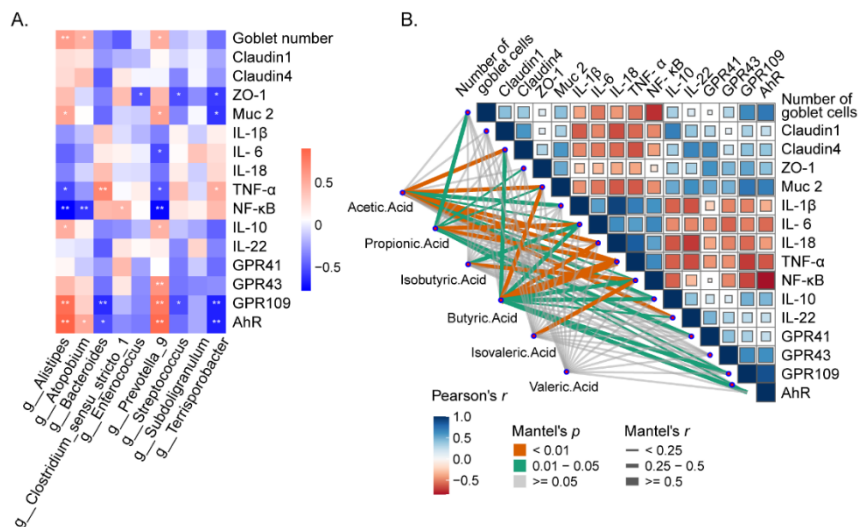 A.
Goblet number
Claudin1
Claudin4
ZO-1
Muc 2
IL-1β
IL- 6
IL-18
TNF-α
NF-κB
IL-10
IL-22
GPR41
GPR43
GPR109
AhR
** * *
* * *
* *
*
* ** * *
** ** * **
* *
**
** ** ** * **
** * * ** **
0.5
0
−0.5
g__Alistipes
g__Atopobium
g__Bacteroides
g__Clostridium_sensu_stricto_1
g__Enterococcus
g__Prevotella_9
g__Streptococcus
g__Subdoligranulum
g__Terrisporobacter
B.
Number of
goblet cells
Claudin1
Claudin4
ZO-1
Muc 2
IL-1β
IL-6
IL-18
TNF- α
NF- κB
IL-10
IL-22
GPR41
GPR43
GPR109
AhR
Number of
goblet cells
Claudin1
Claudin4
ZO-1
Muc 2
IL-1β
IL- 6
IL-18
TNF-α
NF-κB
IL-10
IL-22
GPR41
GPR43
GPR109
AhR
Acetic.Acid
Propionic.Acid
Isobutyric.Acid
Butyric.Acid
Isovaleric.Acid
Valeric.Acid
Pearson's r
1.0
0.5
0.0
−0.5
Mantel's p
< 0.01
0.01 − 0.05
>= 0.05
Mantel's r
< 0.25
0.25 − 0.5
>= 0.5